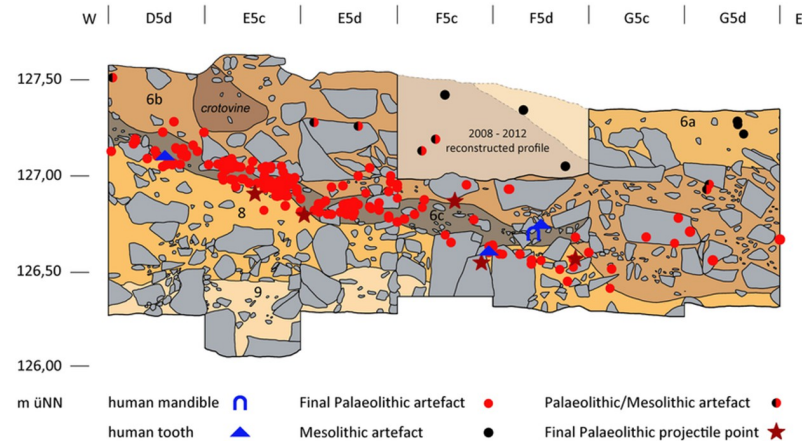 W D5d E5c E5d F5c F5d G5c G5d E
127,50
6b
crotovine
6a
2008 - 2012
reconstructed profile
127,00
8
6c
126,50
9
126,00
m üNN
human mandible Final Palaeolithic artefact Palaeolithic/Mesolithic artefact
human tooth Mesolithic artefact Final Palaeolithic projectile point